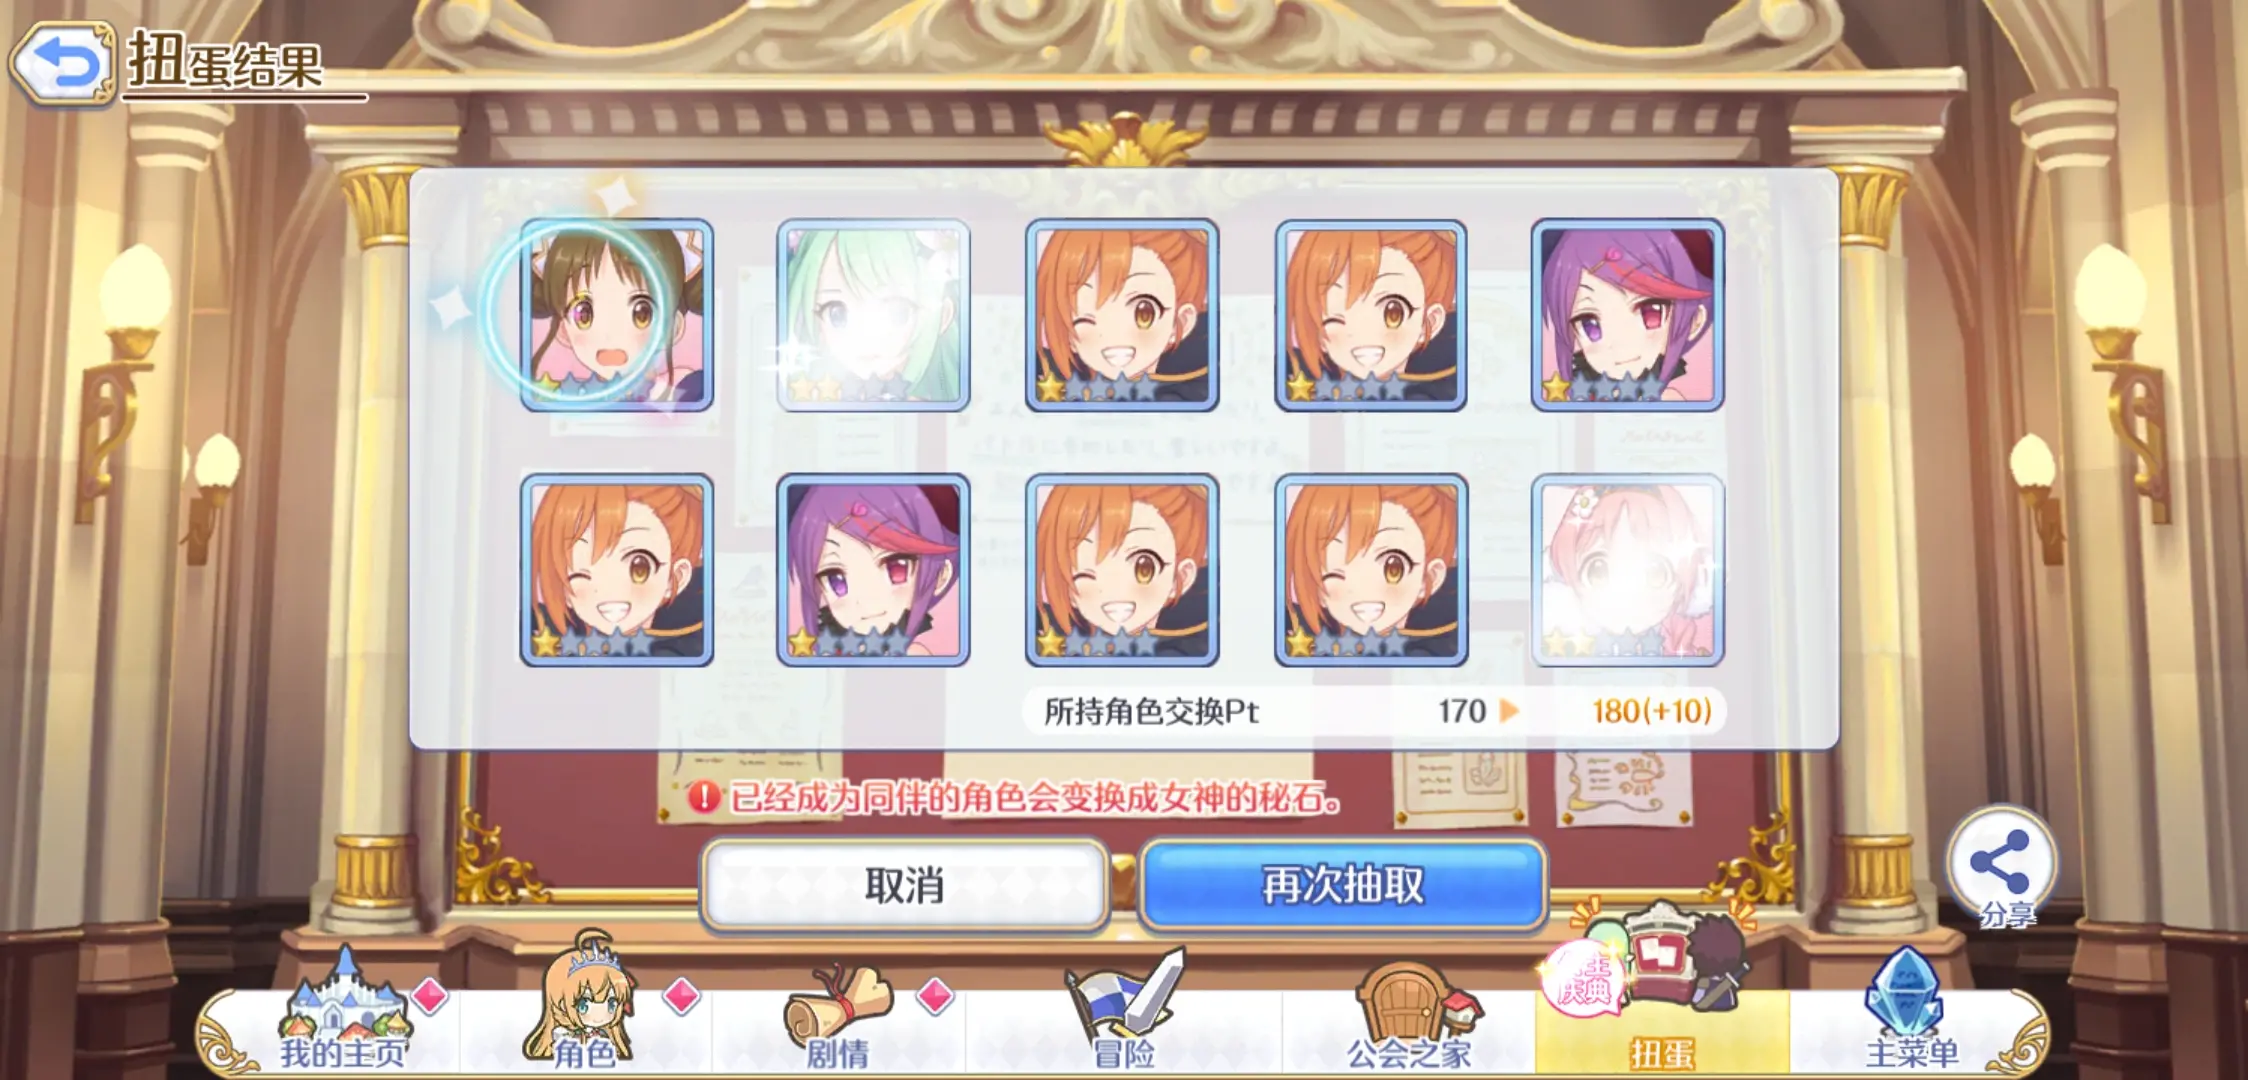 扭蛋结果
所持角色交换Pt 170 180(+10)
已经成为同伴的角色会变换成女神的秘石。
取消
再次抽取
分享
我的主页
角色
剧情
冒险
公会之家
扭蛋
主菜单